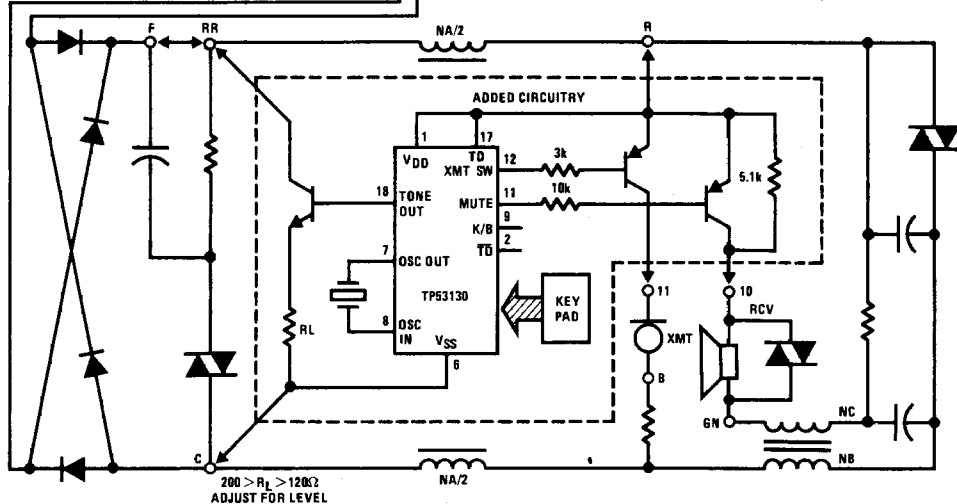 F
RR
NA/2
R
ADDED CIRCUITRY
1
17
VDD
TD
XMT SW
12
3k
5.1k
18
TONE
OUT
MUTE
11
10k
K/B
9
TD
2
7
OSC OUT
TP53130
KEY
PAD
RL
8
OSC
IN
VSS
6
11
10
RCV
XMT
B
GN
NC
NB
C
NA/2
200 > RL > 120Ω
ADJUST FOR LEVEL